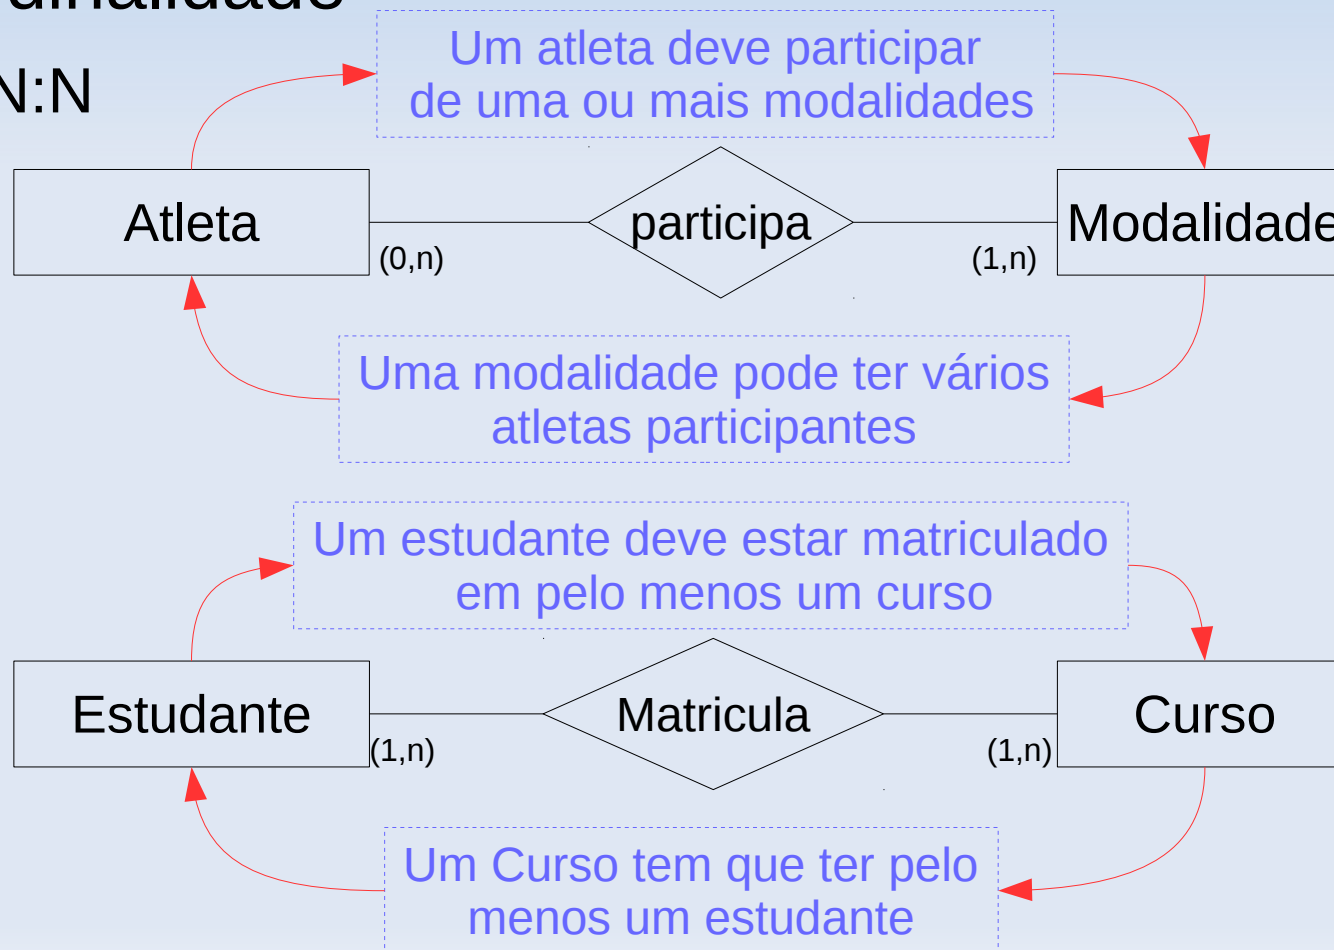 N:N
Um atleta deve participar
de uma ou mais modalidades
Atleta
participa
Modalidade
(0,n)
(1,n)
Uma modalidade pode ter vários
atletas participantes
Um estudante deve estar matriculado
em pelo menos um curso
Estudante
Matricula
Curso
(1,n)
(1,n)
Um Curso tem que ter pelo
menos um estudante